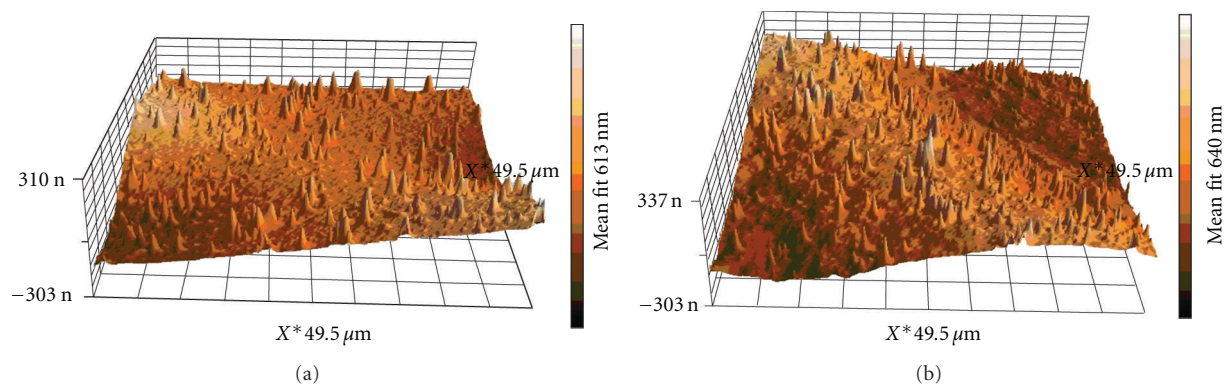 310 n
−303 n
X* 49.5 μm
X* 49.5 μm
Mean fit 613 nm
(a)
337 n
−303 n
X* 49.5 μm
X* 49.5 μm
Mean fit 640 nm
(b)